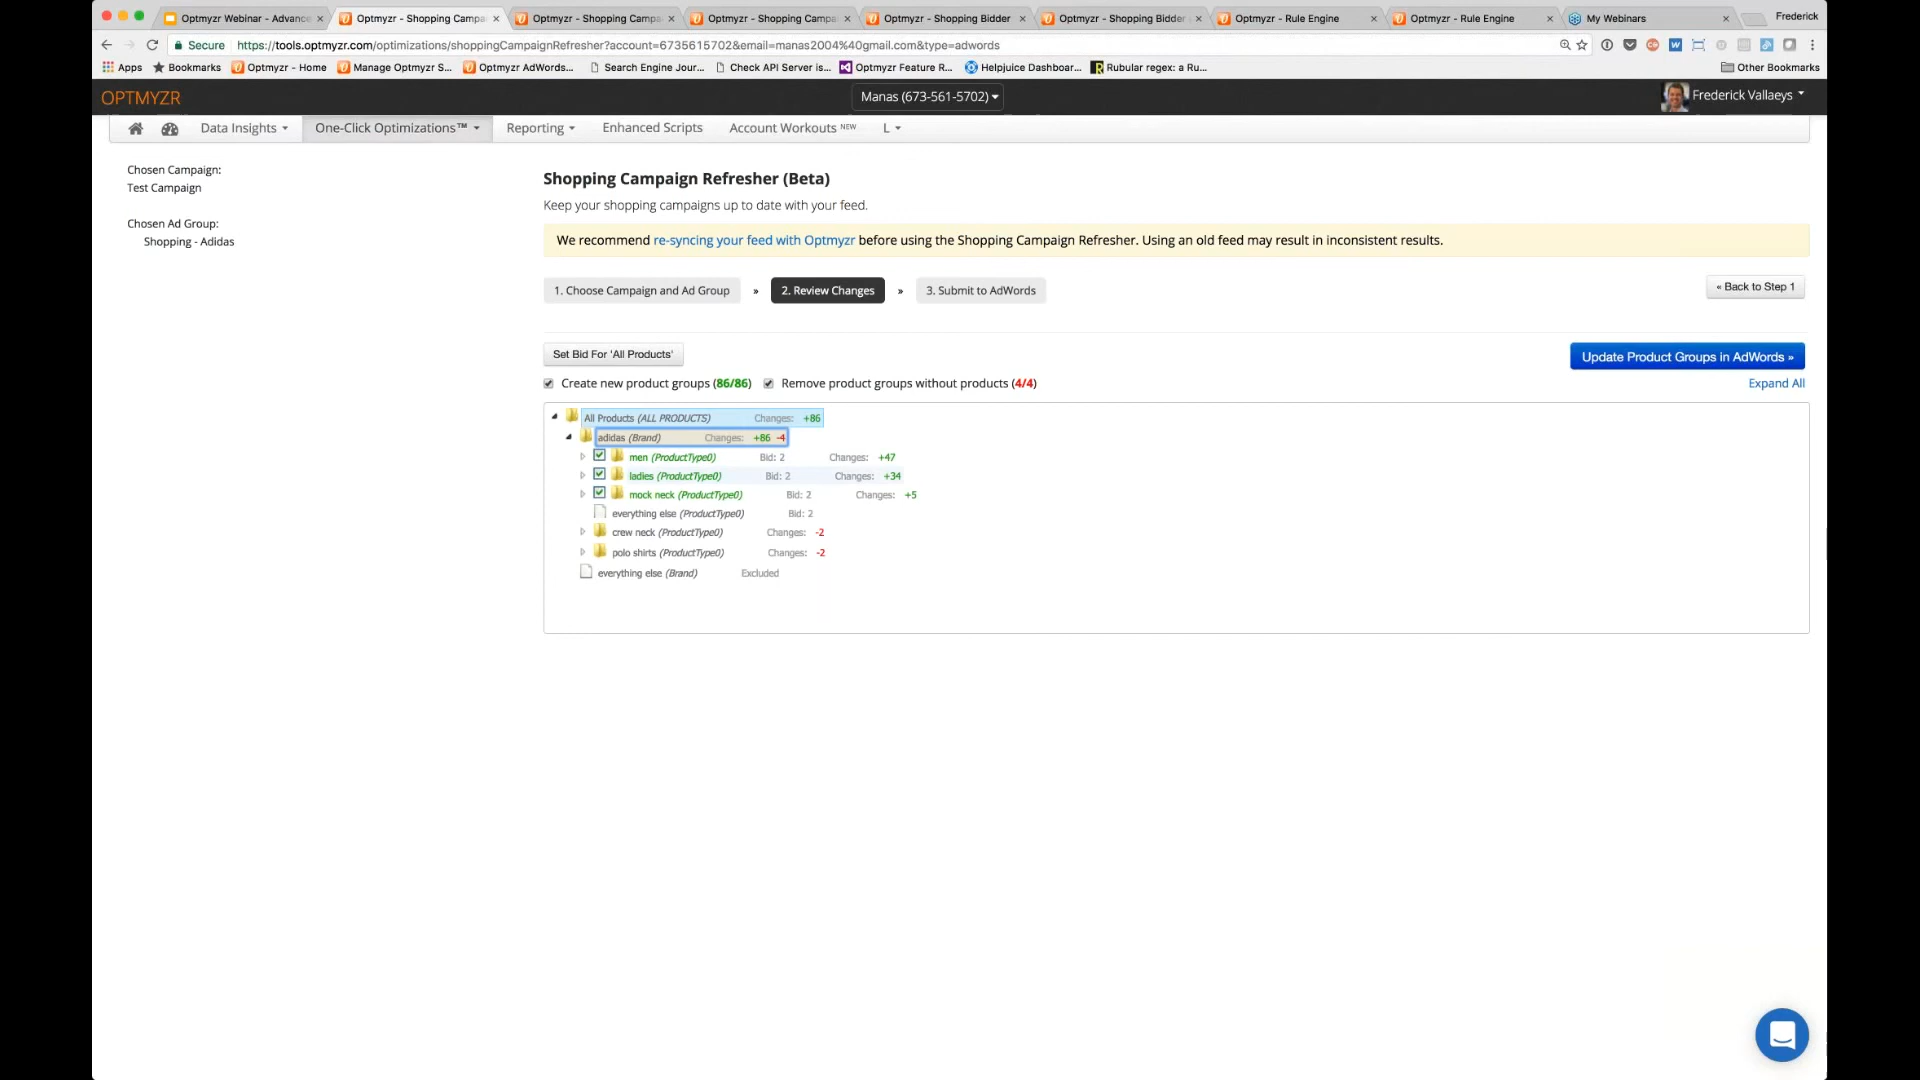 Optmyzr Webinar - Advanc
Optmyzr - Shopping Campa
Optmyzr - Shopping Campa
Optmyzr - Shopping Campa
Optmyzr - Shopping Bidder
Optmyzr - Shopping Bidder
Optmyzr - Rule Engine
Optmyzr - Rule Engine
My Webinars
Frederick
Secure
https://tools.optmyzr.com/optimizations/shoppingCampaignRefresher?account=6735615702&email=manas2004%40gmail.com&type=adwords
Apps
Bookmarks
Optmyzr - Home
Manage Optmyzr S...
Optmyzr AdWords...
Search Engine Jour...
Check API Server is...
Optmyzr Feature R...
Helpjuice Dashboar...
Rubular regex: a Ru...
Other Bookmarks
OPTMYZR
Manas (673-561-5702)
Frederick Vallaeys
Data Insights
One-Click Optimizations™
Reporting
Enhanced Scripts
Account Workouts NEW
L
Chosen Campaign:
Test Campaign
Chosen Ad Group:
Shopping - Adidas
Shopping Campaign Refresher (Beta)
Keep your shopping campaigns up to date with your feed.
We recommend re-syncing your feed with Optmyzr before using the Shopping Campaign Refresher. Using an old feed may result in inconsistent results.
1. Choose Campaign and Ad Group » 2. Review Changes » 3. Submit to AdWords
« Back to Step 1
Set Bid For 'All Products'
Update Product Groups in AdWords »
Create new product groups (86/86) Remove product groups without products (4/4)
Expand All
All Products (ALL PRODUCTS) Changes: +86
adidas (Brand) Changes: +86 -4
men (ProductType0) Bid: 2 Changes: +47
ladies (ProductType0) Bid: 2 Changes: +34
mock neck (ProductType0) Bid: 2 Changes: +5
everything else (ProductType0) Bid: 2
crew neck (ProductType0) Changes: -2
polo shirts (ProductType0) Changes: -2
everything else (Brand) Excluded